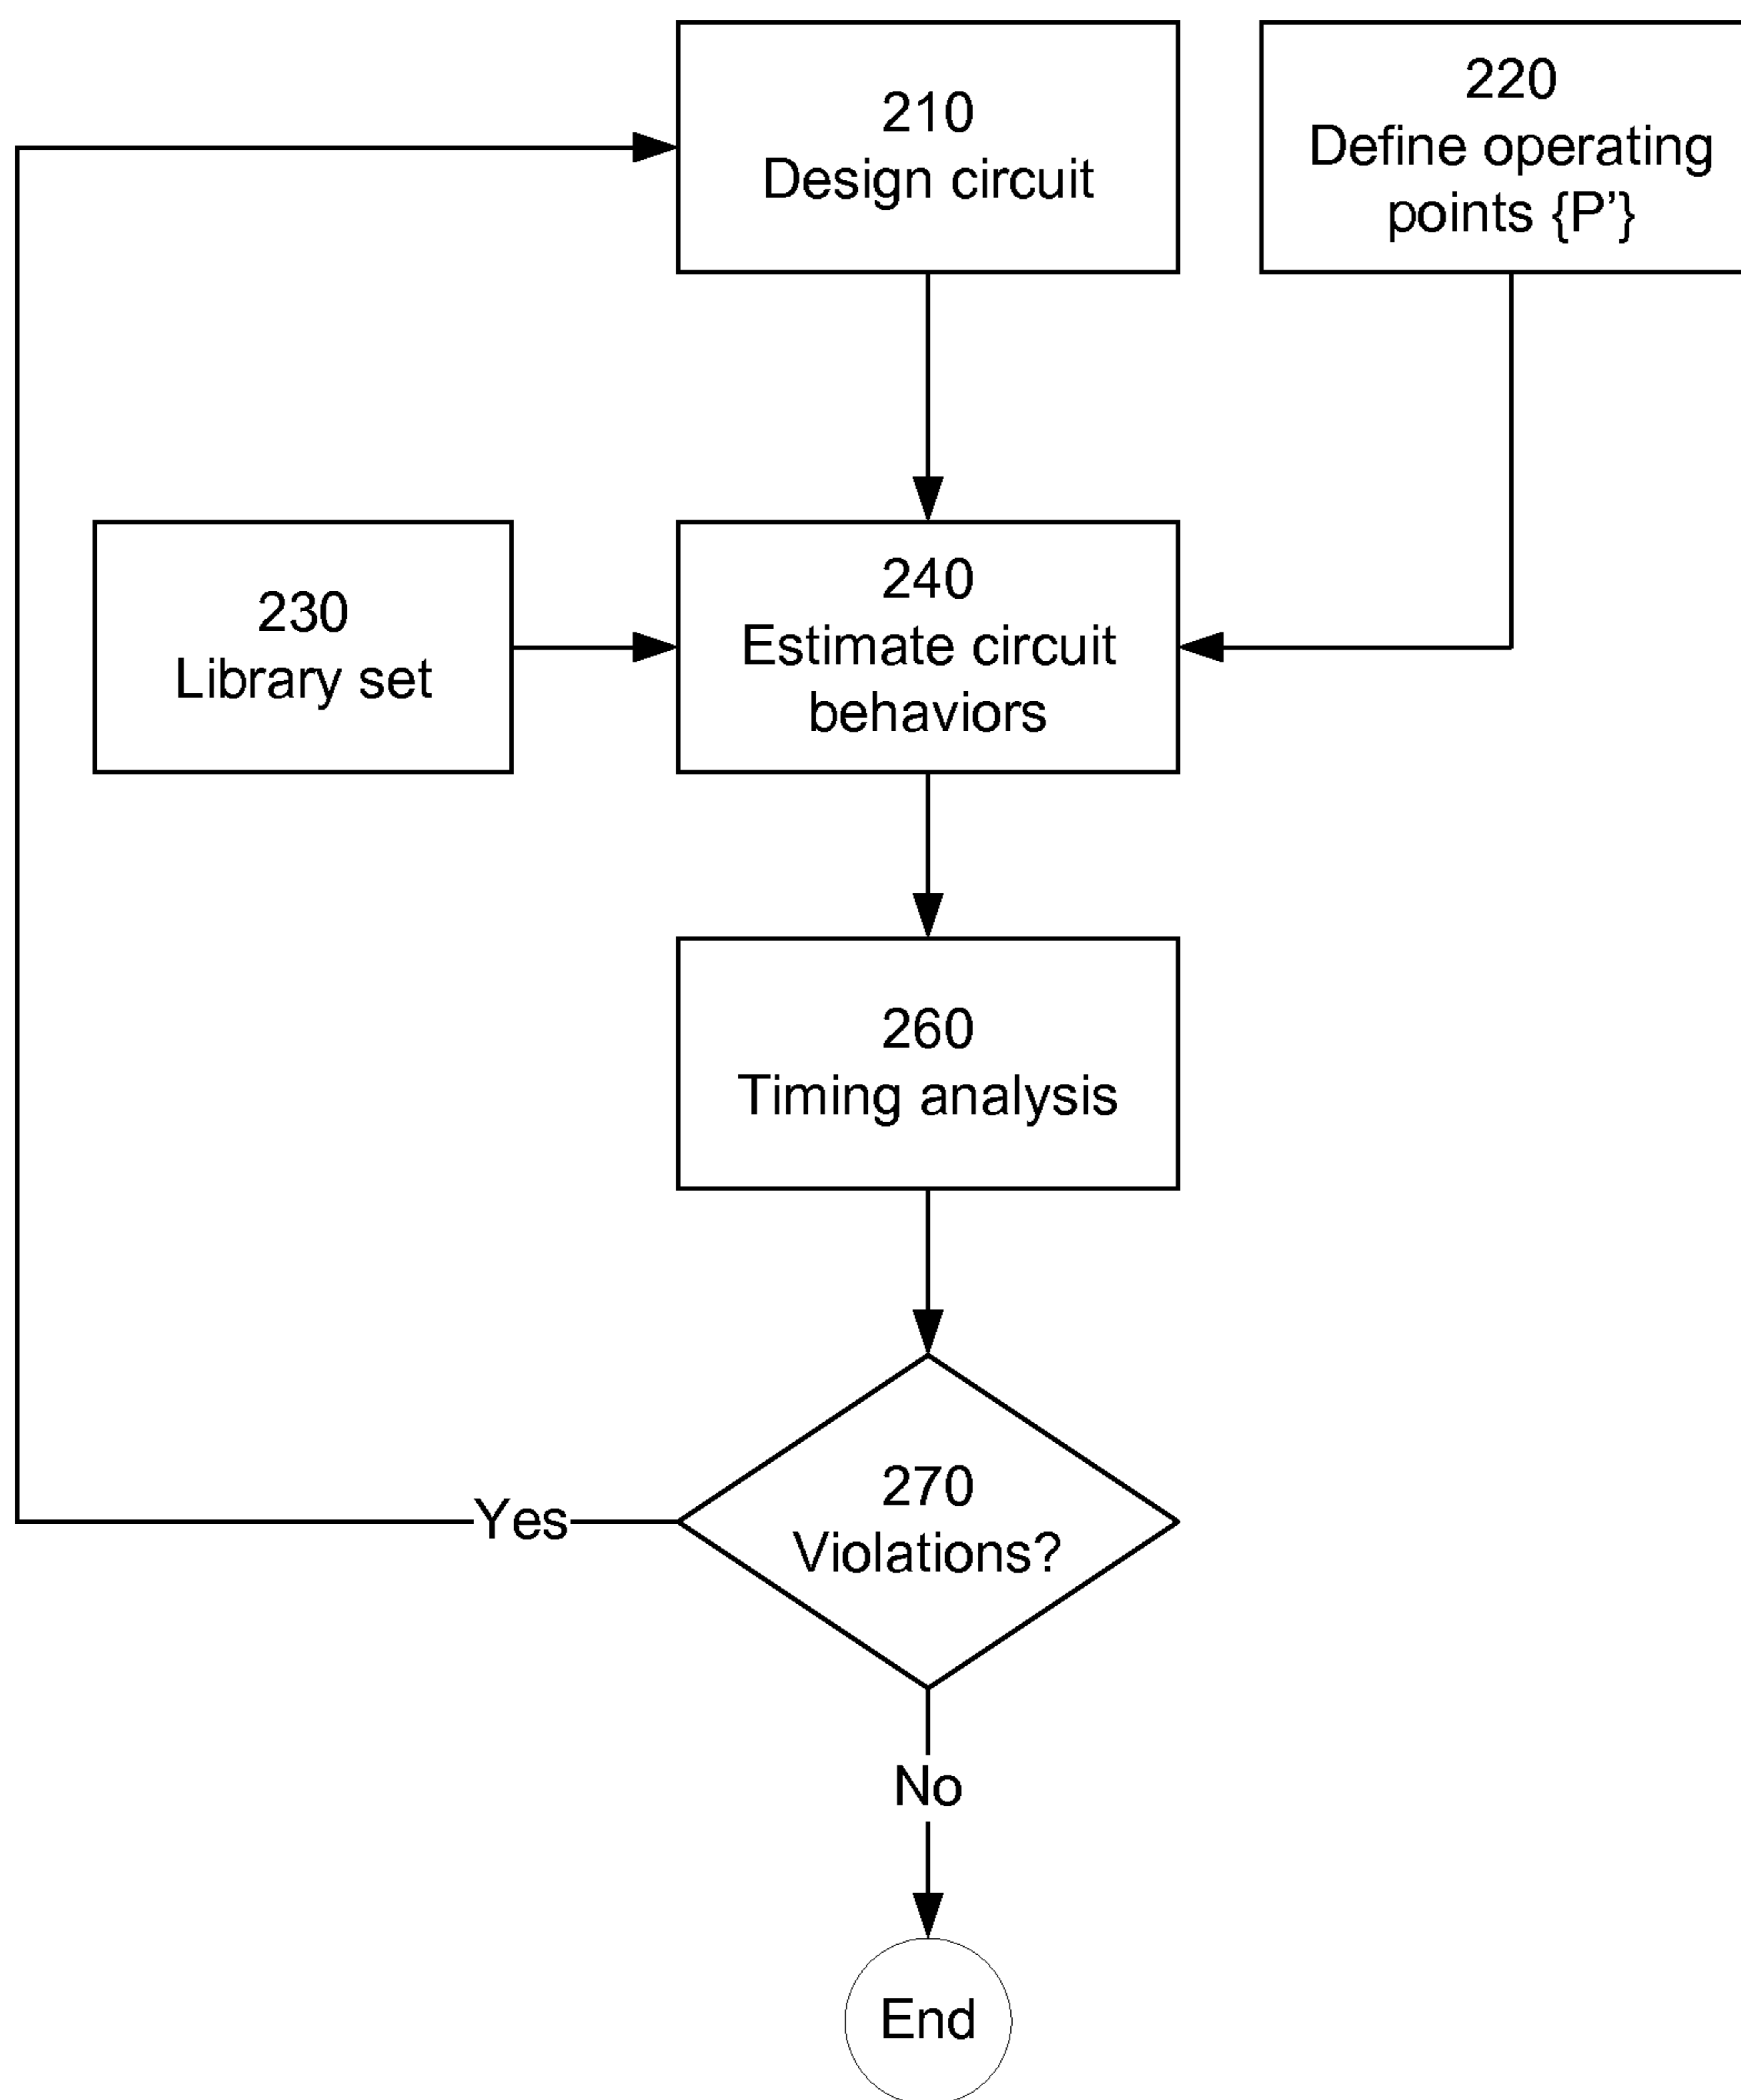 210
Design circuit
220
Define operating
points {P’}
230
Library set
240
Estimate circuit
behaviors
260
Timing analysis
270
Violations?
Yes
No
End